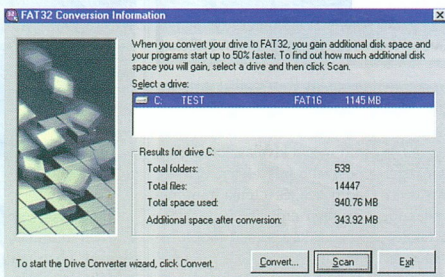 FAT32 Conversion Information
When you convert your drive to FAT32, you gain additional disk space and
your programs start up to 50% faster. To find out how much additional disk
space you will gain, select a drive and then click Scan.
Select a drive:
C: TEST FAT16 1145 MB
Results for drive C:
Total folders: 539
Total files: 14447
Total space used: 940.76 MB
Additional space after conversion: 343.92 MB
To start the Drive Converter wizard, click Convert. Convert... Scan Exit